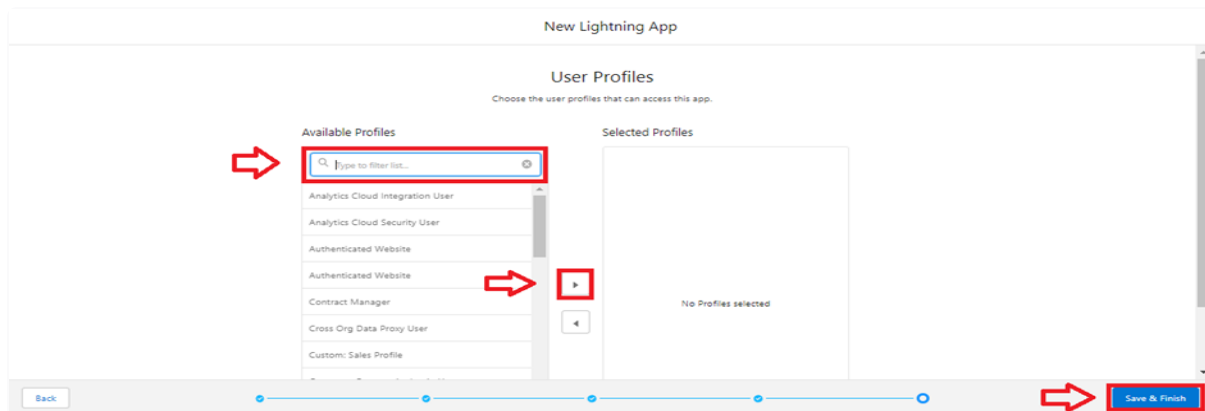 New Lightning App
User Profiles
Choose the user profiles that can access this app.
Available Profiles
Selected Profiles
Type to filter list...
Analytics Cloud Integration User
Analytics Cloud Security User
Authenticated Website
Authenticated Website
Contract Manager
No Profiles selected
Cross Org Data Proxy User
Custom: Sales Profile
Back
Save & Finish